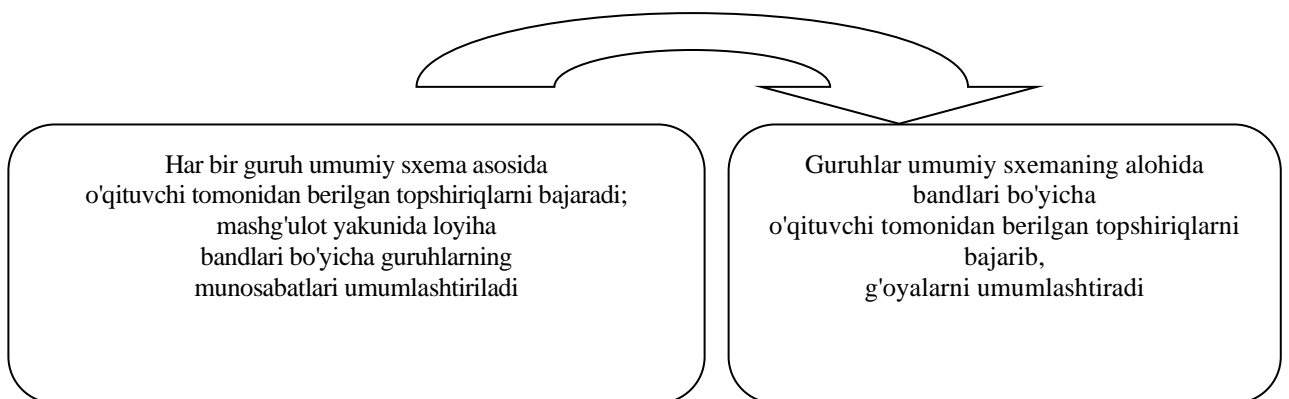 Har bir guruh umumiy sxema asosida
o'qituvchi tomonidan berilgan topshiriqlarni bajaradi;
mashg'ulot yakunida loyiha
bandlari bo'yicha guruhlarning
munosabatlari umumlashtiriladi
Guruhlar umumiy sxemaning alohida
bandlari bo'yicha
o'qituvchi tomonidan berilgan topshiriqlarni
bajarib,
g'oyalarni umumlashtiradi